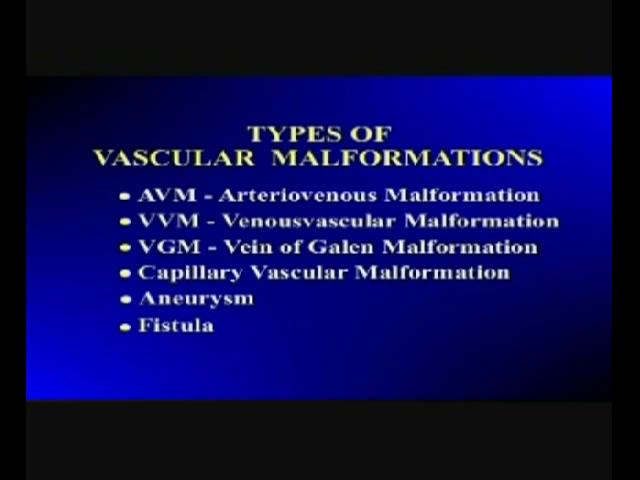 TYPES OF
VASCULAR MALFORMATIONS
• AVM - Arteriovenous Malformation
• VVM - Venousvascular Malformation
• VGM - Vein of Galen Malformation
• Capillary Vascular Malformation
• Aneurysm
• Fistula